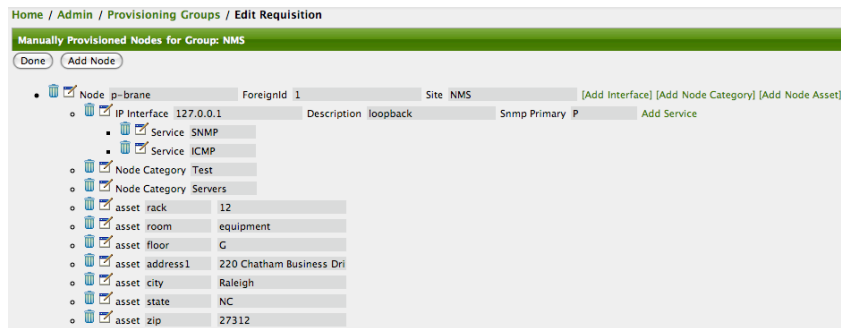 Home / Admin / Provisioning Groups / Edit Requisition
Manually Provisioned Nodes for Group: NMS
Done Add Node
Node p-brane ForeignId 1 Site NMS [Add Interface] [Add Node Category] [Add Node Asset]
IP Interface 127.0.0.1 Description loopback Snmp Primary P Add Service
Service SNMP
Service ICMP
Node Category Test
Node Category Servers
asset rack 12
asset room equipment
asset floor G
asset address1 220 Chatham Business Dri
asset city Raleigh
asset state NC
asset zip 27312